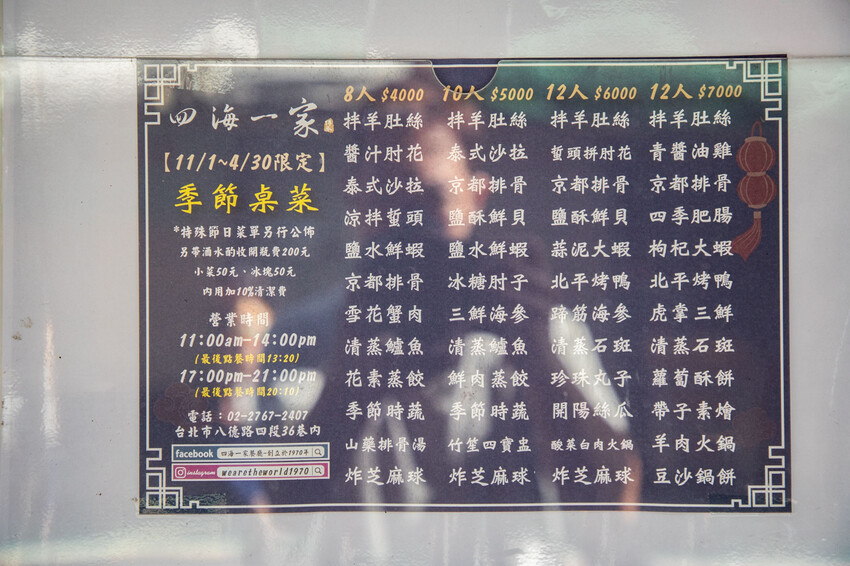 四海一家
【11/1~4/30限定】
季節桌菜
*特殊節日菜單另行公佈
另帶酒水酌收開瓶費200元
小菜50元、冰塊50元
內用加10%清潔費
營業時間
11:00am-14:00pm
(最後點餐時間13:20)
17:00pm-21:00pm
(最後點餐時間20:10)
電話：02-2767-2407
台北市八德路四段36巷內
facebook 四海一家餐廳-創立於1970年
instagram wearetheworld1970
8人 $4000
拌羊肚絲
醬汁肘花
泰式沙拉
涼拌蜇頭
鹽水鮮蝦
京都排骨
雪花蟹肉
清蒸鱸魚
花素蒸餃
季節時蔬
山藥排骨湯
炸芝麻球
10人 $5000
拌羊肚絲
泰式沙拉
京都排骨
鹽酥鮮貝
鹽水鮮蝦
冰糖肘子
三鮮海參
清蒸鱸魚
鮮肉蒸餃
季節時蔬
竹笙四寶盅
炸芝麻球
12人 $6000
拌羊肚絲
蜇頭拼肘花
京都排骨
鹽酥鮮貝
蒜泥大蝦
北平烤鴨
蹄筋海參
清蒸石斑
珍珠丸子
開陽絲瓜
酸菜白肉火鍋
炸芝麻球
12人 $7000
拌羊肚絲
青醬油雞
京都排骨
四季肥腸
枸杞大蝦
北平烤鴨
虎掌三鮮
清蒸石斑
蘿蔔酥餅
帶子素燴
羊肉火鍋
豆沙鍋餅